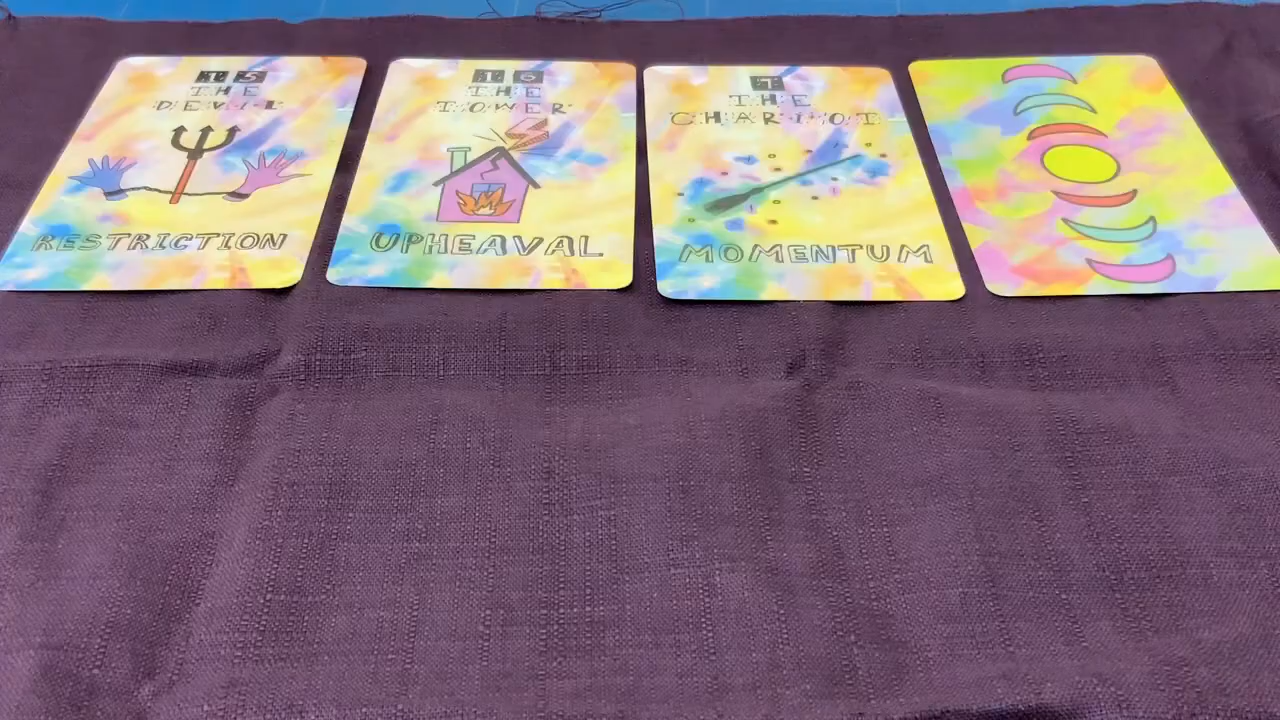 15
THE
DEVIL
RESTRICTION
16
THE
TOWER
UPHEAVAL
7
THE
CHARIOT
MOMENTUM